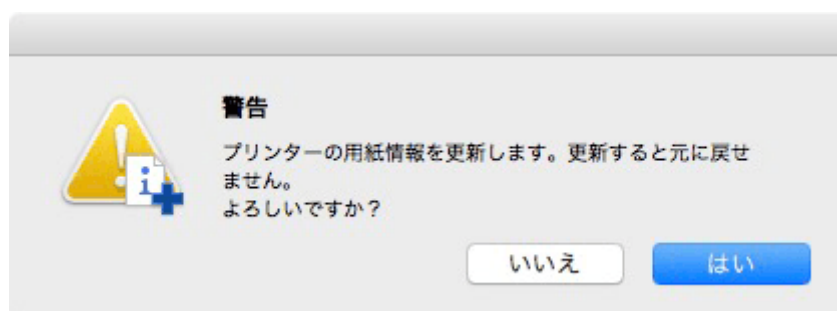 警告
プリンターの用紙情報を更新します。更新すると元に戻せ
ません。
よろしいですか？
いいえ
はい